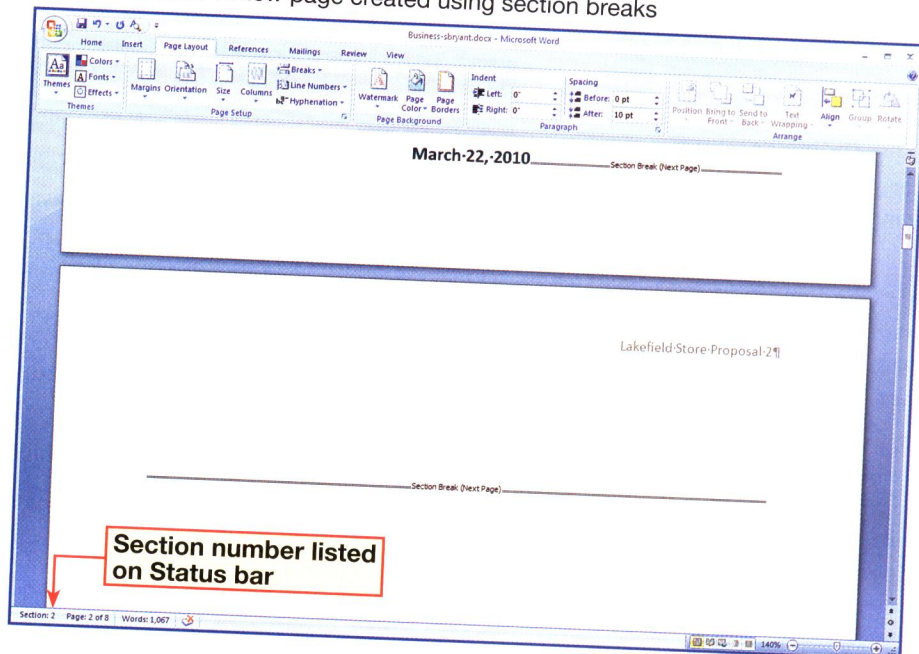 page created using section breaks
Business-sbryant.docx - Microsoft Word
Home Insert Page Layout References Mailings Review View
Colors Breaks Indent Spacing
Aa A Fonts Line Numbers Left: 0" Before: 0 pt
Themes Effects Margins Orientation Size Columns Hyphenation Watermark Page Color Page Borders Right: 0" After: 10 pt Position Bring to Front Send to Back Text Wrapping Align Group Rotate
Themes Page Setup Page Background Paragraph Arrange
March·22,·2010 Section Break (Next Page)
Lakefield·Store·Proposal·2¶
Section Break (Next Page)
Section number listed
on Status bar
Section: 2 Page: 2 of 8 Words: 1,067 140%